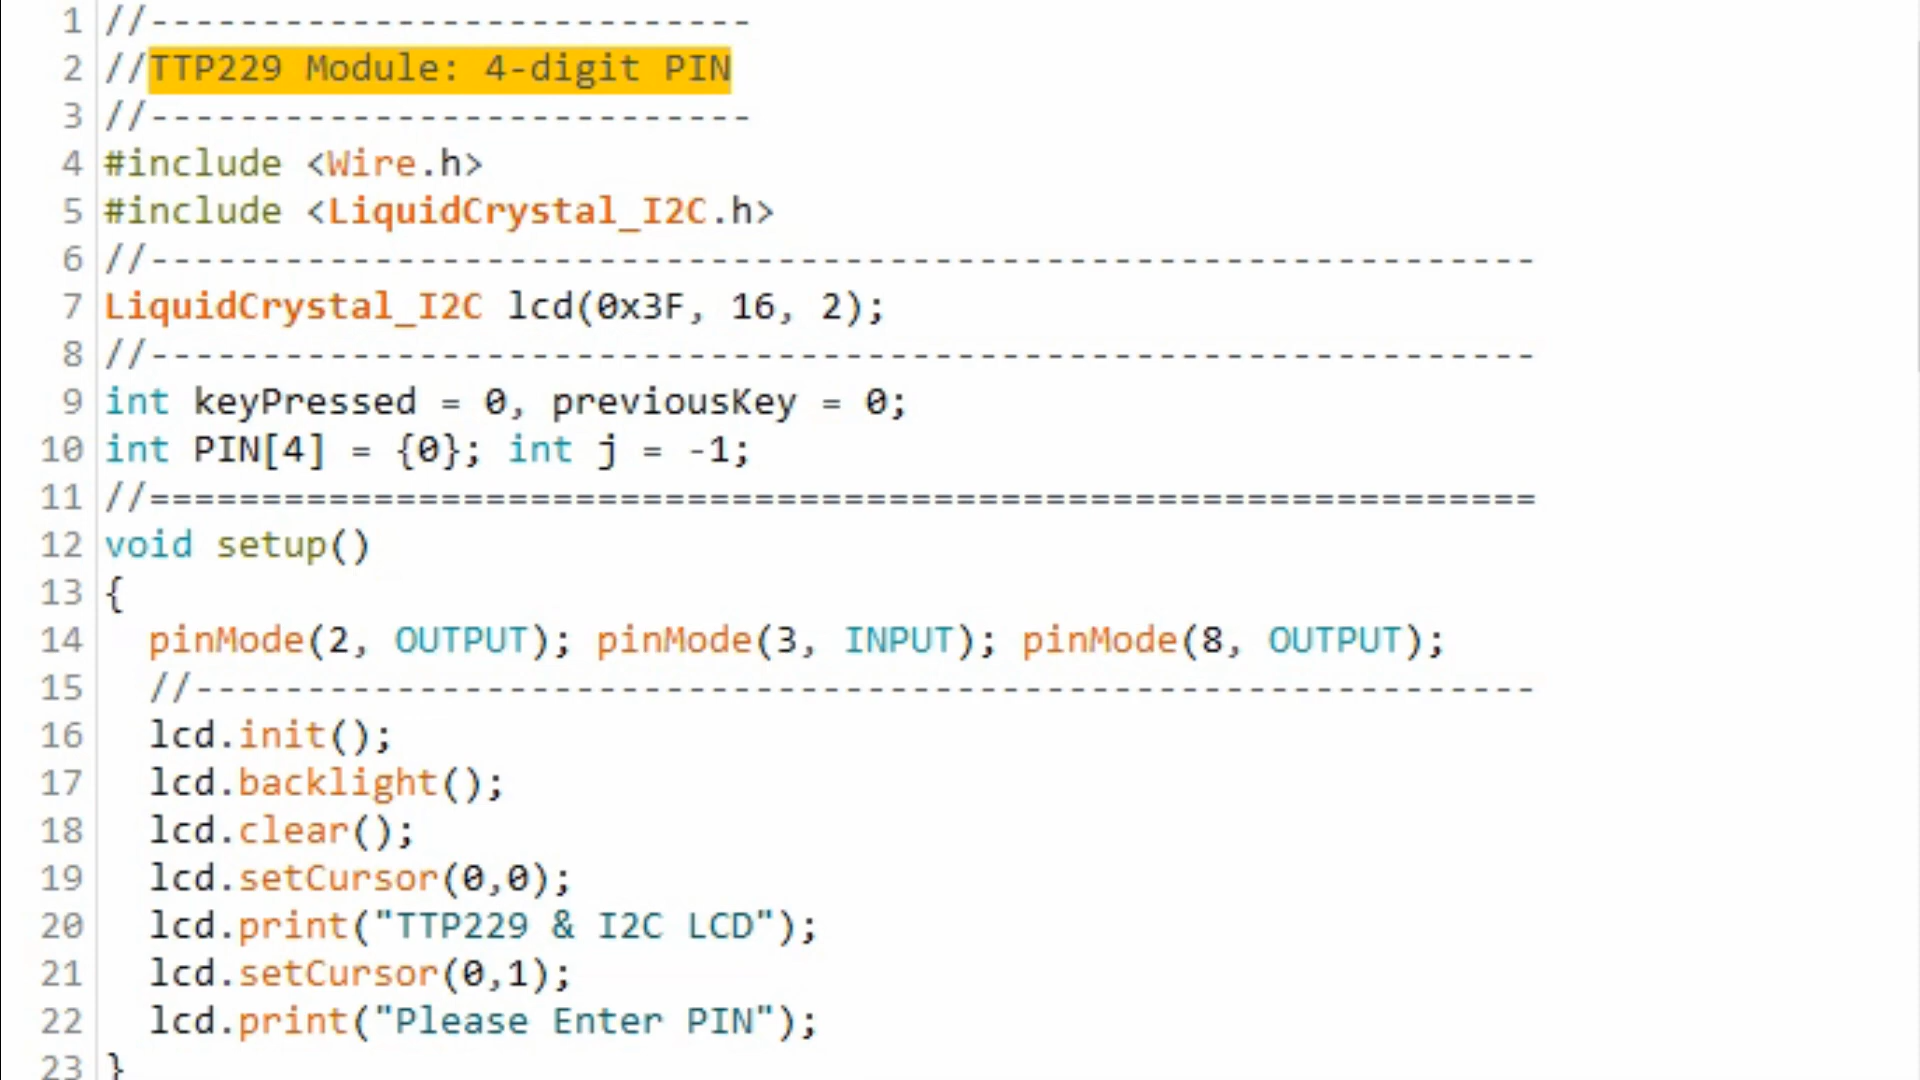 1 //---------------------------
2 //TTP229 Module: 4-digit PIN
3 //---------------------------
4 #include <Wire.h>
5 #include <LiquidCrystal_I2C.h>
6 //--------------------------------------------------------------
7 LiquidCrystal_I2C lcd(0x3F, 16, 2);
8 //--------------------------------------------------------------
9 int keyPressed = 0, previousKey = 0;
10 int PIN[4] = {0}; int j = -1;
11 //==============================================================
12 void setup()
13 {
14   pinMode(2, OUTPUT); pinMode(3, INPUT); pinMode(8, OUTPUT);
15   //------------------------------------------------------------
16   lcd.init();
17   lcd.backlight();
18   lcd.clear();
19   lcd.setCursor(0,0);
20   lcd.print("TTP229 & I2C LCD");
21   lcd.setCursor(0,1);
22   lcd.print("Please Enter PIN");
23 }